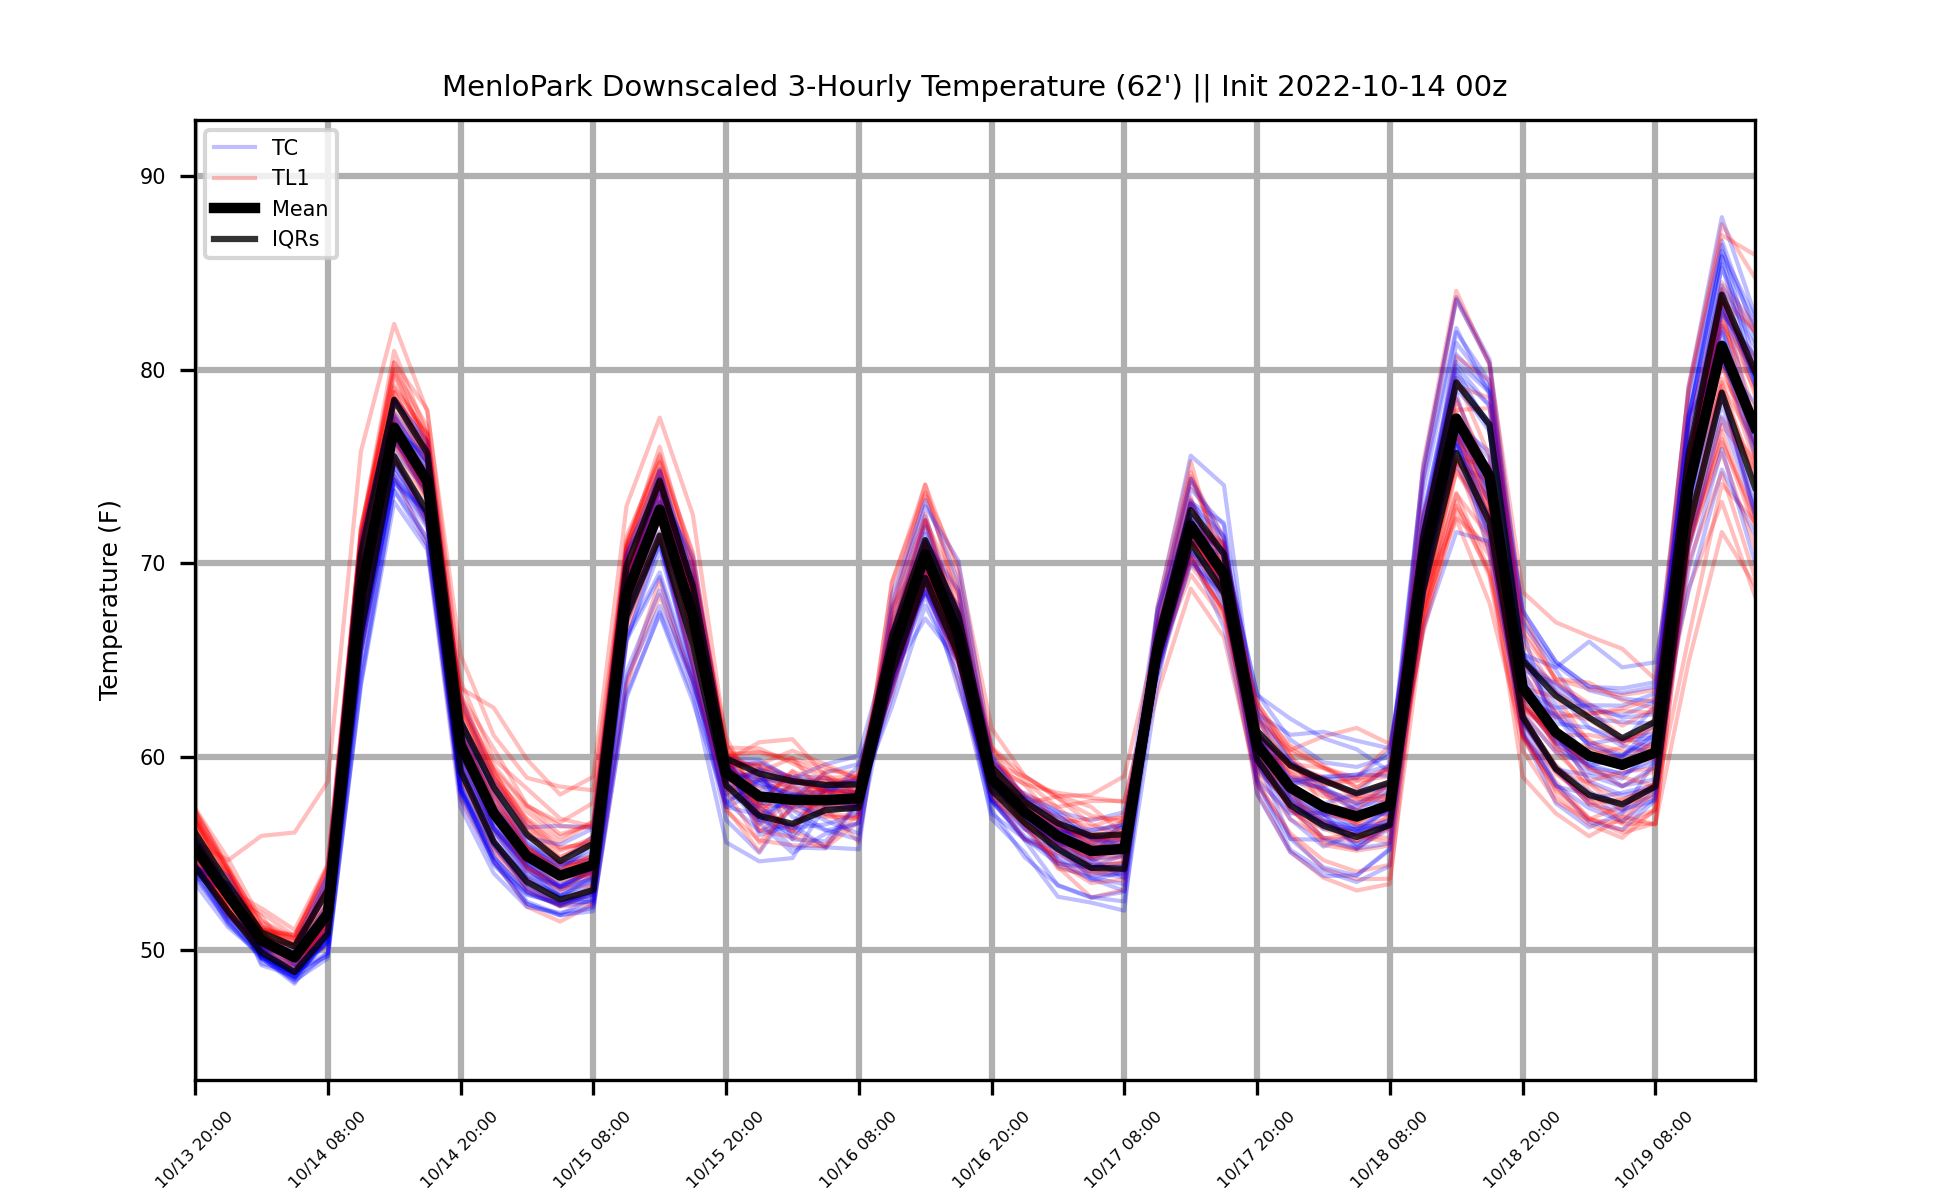 MenloPark Downscaled 3-Hourly Temperature (62') || Init 2022-10-14 00z
TC
TL1
Mean
IQRs
Temperature (F)
90
80
70
60
50
10/13 20:00
10/14 08:00
10/14 20:00
10/15 08:00
10/15 20:00
10/16 08:00
10/16 20:00
10/17 08:00
10/17 20:00
10/18 08:00
10/18 20:00
10/19 08:00